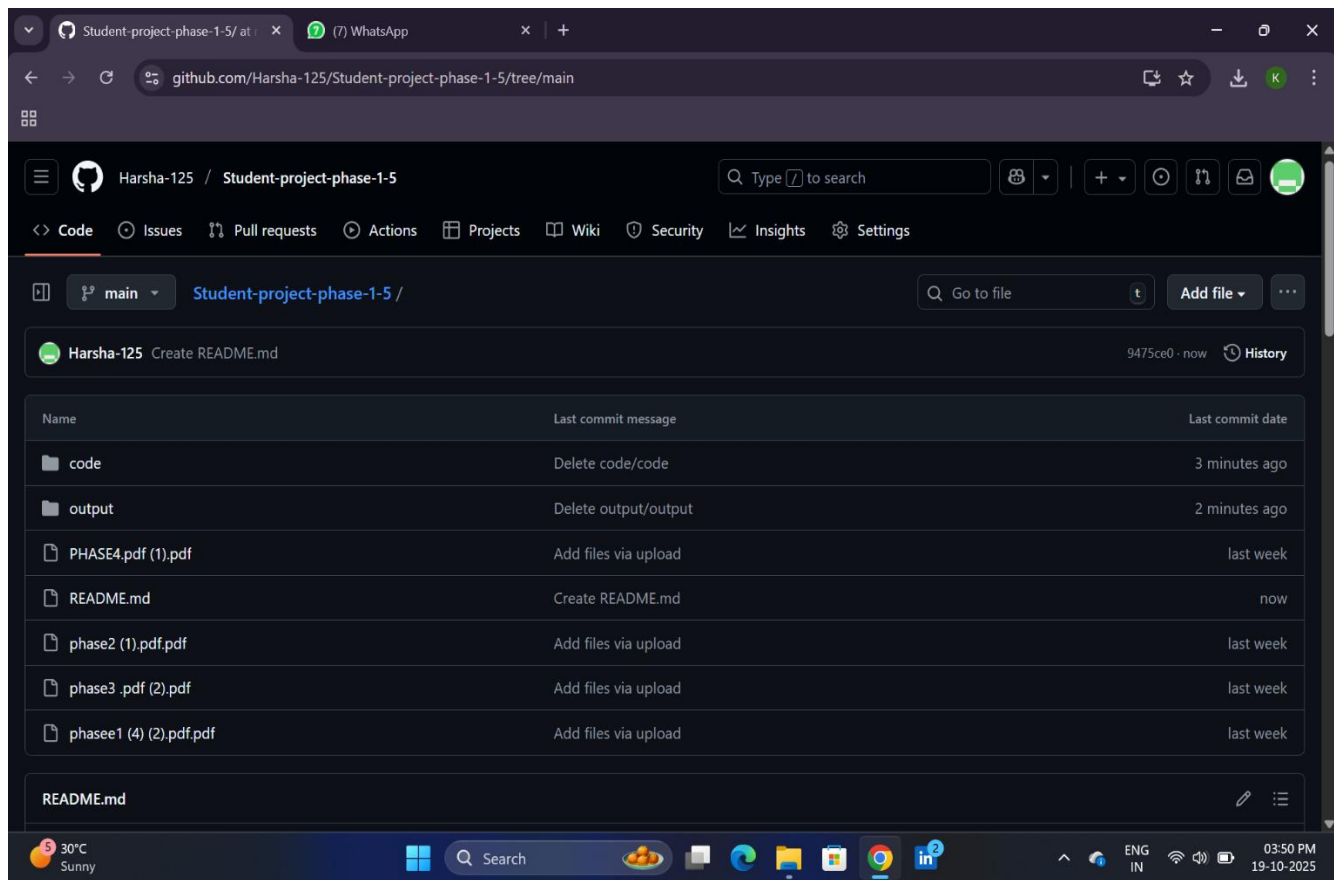 Student-project-phase-1-5/ at
7 (7) WhatsApp
github.com/Harsha-125/Student-project-phase-1-5/tree/main
K
Harsha-125 / Student-project-phase-1-5
Type / to search
<> Code Issues Pull requests Actions Projects Wiki Security Insights Settings
main Student-project-phase-1-5 /
Go to file t Add file
Harsha-125 Create README.md 9475ce0 · now History
Name Last commit message Last commit date
code Delete code/code 3 minutes ago
output Delete output/output 2 minutes ago
PHASE4.pdf (1).pdf Add files via upload last week
README.md Create README.md now
phase2 (1).pdf.pdf Add files via upload last week
phase3 .pdf (2).pdf Add files via upload last week
phasee1 (4) (2).pdf.pdf Add files via upload last week
README.md
5 30°C
Sunny
Search
in 2
ENG
IN
03:50 PM
19-10-2025